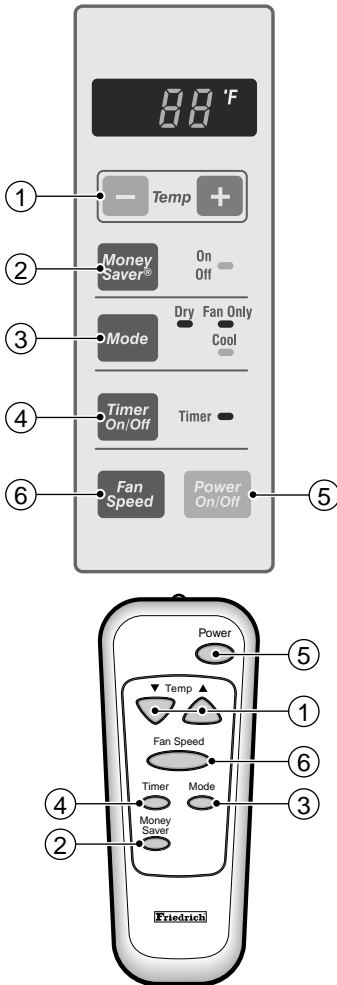 88 °F
1
− Temp +
2
Money
Saver®
On
Off
3
Mode
Dry Fan Only
Cool
4
Timer
On/Off
Timer
6
Fan
Speed
Power
On/Off
5
Power
5
▼ Temp ▲
1
Fan Speed
6
Timer Mode
4
3
Money
Saver
2
Friedrich